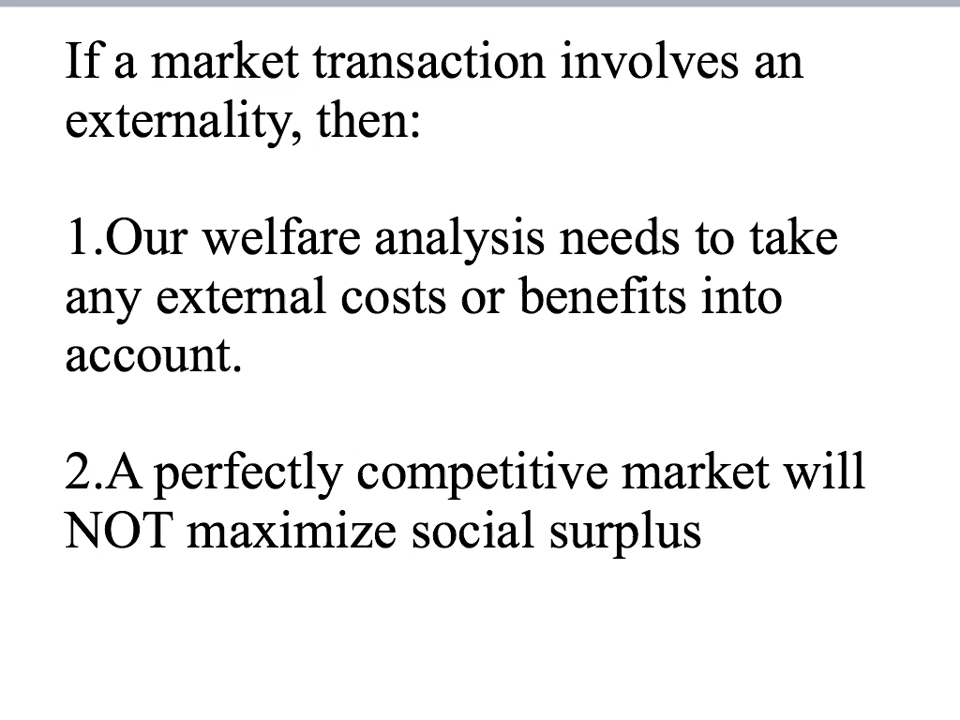 If a market transaction involves an
externality, then:
1.Our welfare analysis needs to take
any external costs or benefits into
account.
2.A perfectly competitive market will
NOT maximize social surplus